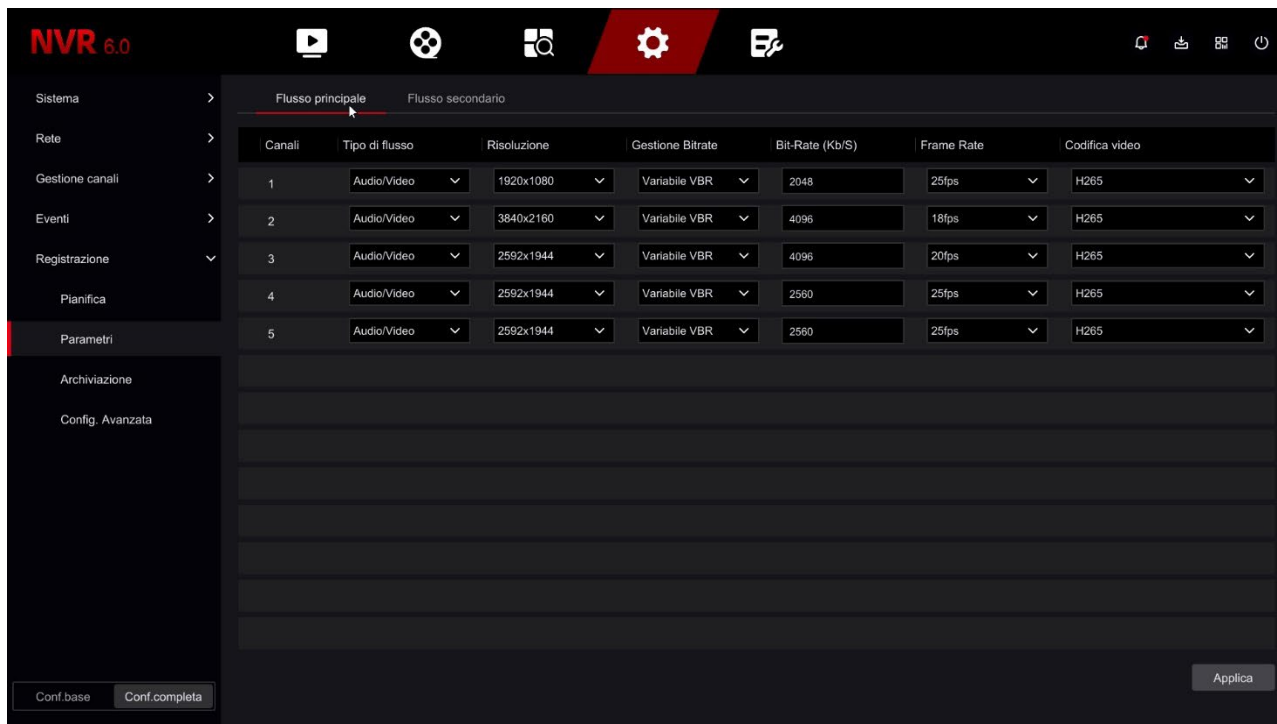 NVR 6.0
Sistema
Rete
Gestione canali
Eventi
Registrazione
Pianifica
Parametri
Archiviazione
Config. Avanzata
Conf.base Conf.completa
Flusso principale Flusso secondario
Canali Tipo di flusso Risoluzione Gestione Bitrate Bit-Rate (Kb/S) Frame Rate Codifica video
1 Audio/Video 1920x1080 Variabile VBR 2048 25fps H265
2 Audio/Video 3840x2160 Variabile VBR 4096 18fps H265
3 Audio/Video 2592x1944 Variabile VBR 4096 20fps H265
4 Audio/Video 2592x1944 Variabile VBR 2560 25fps H265
5 Audio/Video 2592x1944 Variabile VBR 2560 25fps H265
Applica